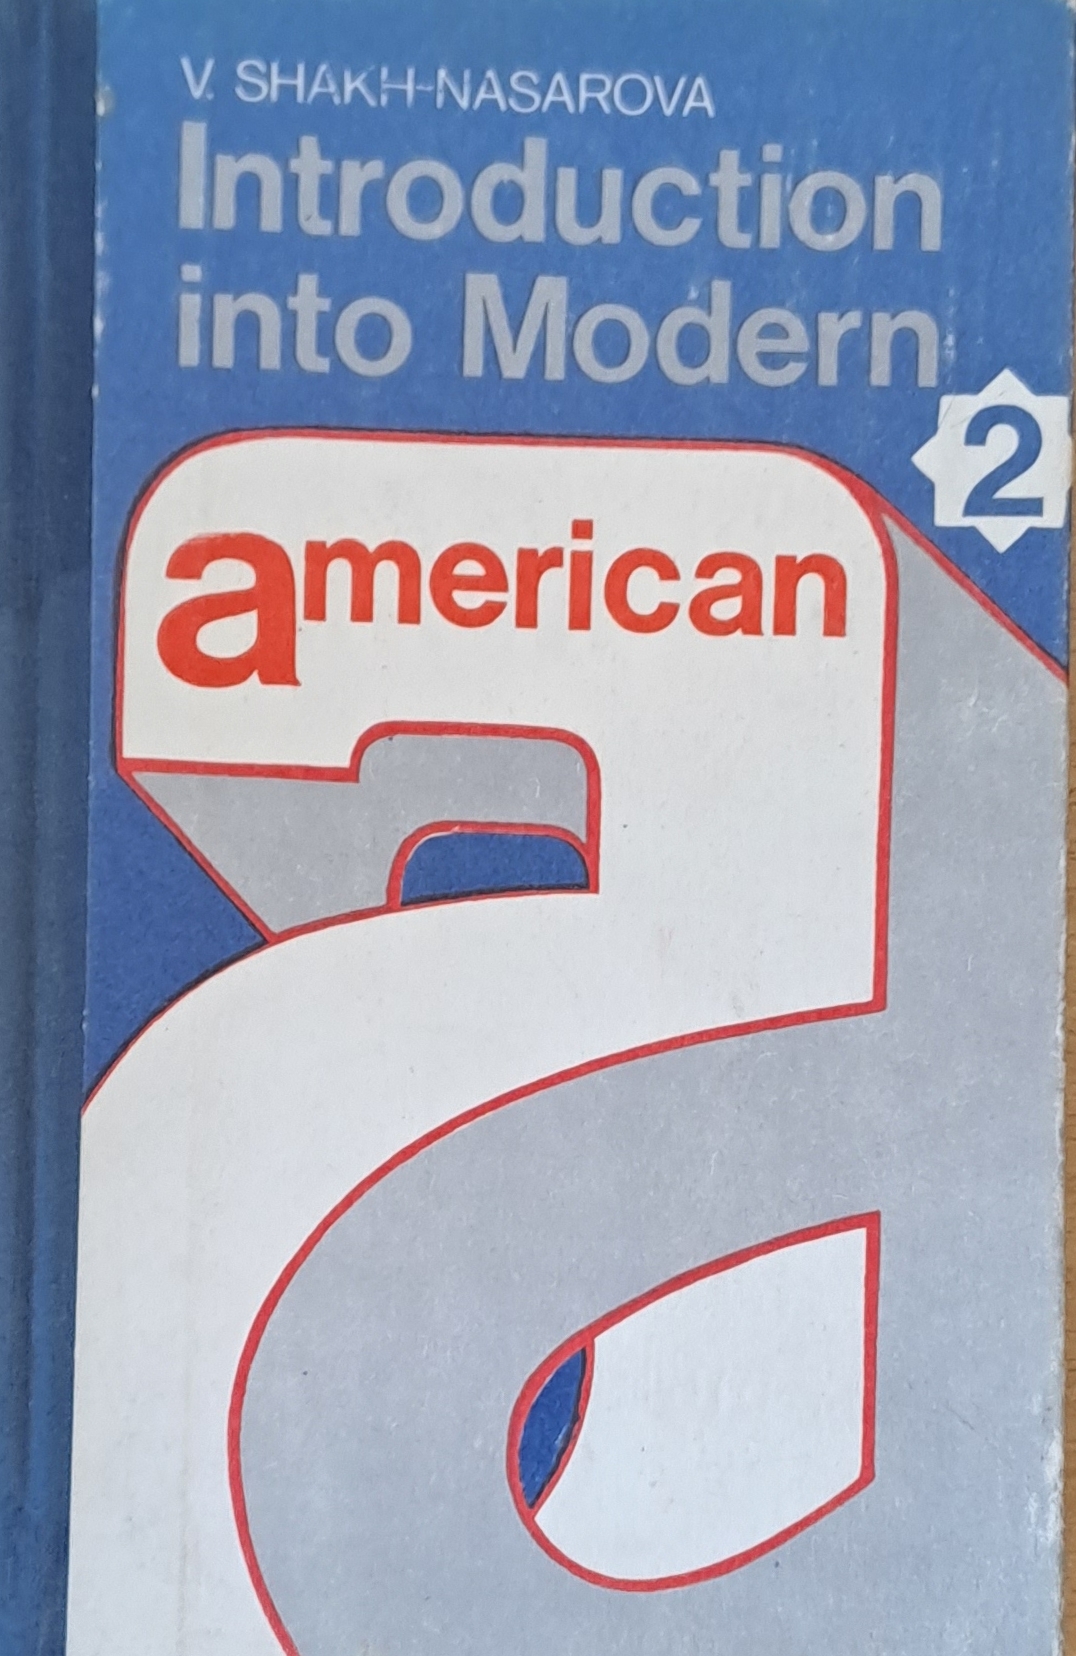 V. SHAKH-NASAROVA
Introduction
into Modern
2
american